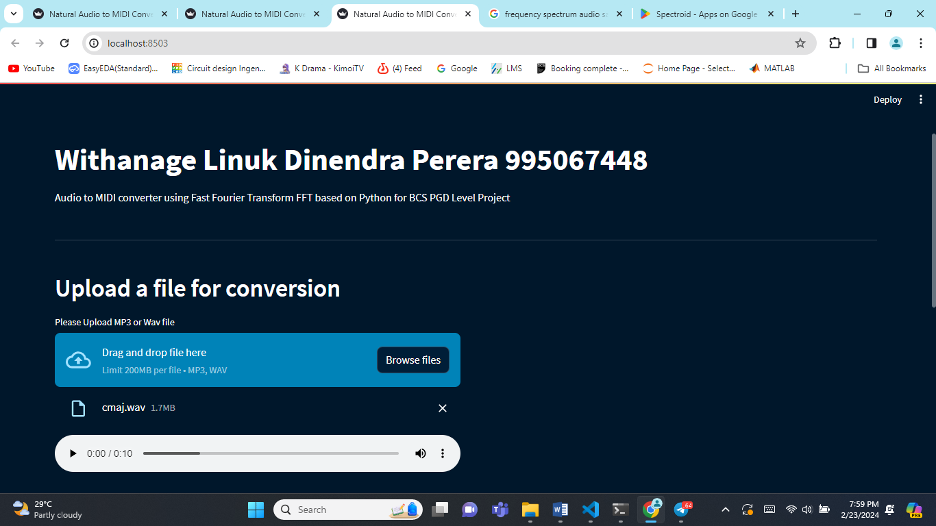 Natural Audio to MIDI Conv
Natural Audio to MIDI Conv
Natural Audio to MIDI Conv
frequency spectrum audio s
Spectroid - Apps on Google
localhost:8503
YouTube
EasyEDA(Standard)...
Circuit design Ingen...
K Drama - KimoiTV
(4) Feed
Google
LMS
Booking complete -...
Home Page - Select...
MATLAB
All Bookmarks
Deploy
Withanage Linuk Dinendra Perera 995067448
Audio to MIDI converter using Fast Fourier Transform FFT based on Python for BCS PGD Level Project
Upload a file for conversion
Please Upload MP3 or Wav file
Drag and drop file here
Limit 200MB per file • MP3, WAV
Browse files
cmaj.wav 1.7MB
0:00 / 0:10
29°C
Partly cloudy
Search
7:59 PM
2/23/2024